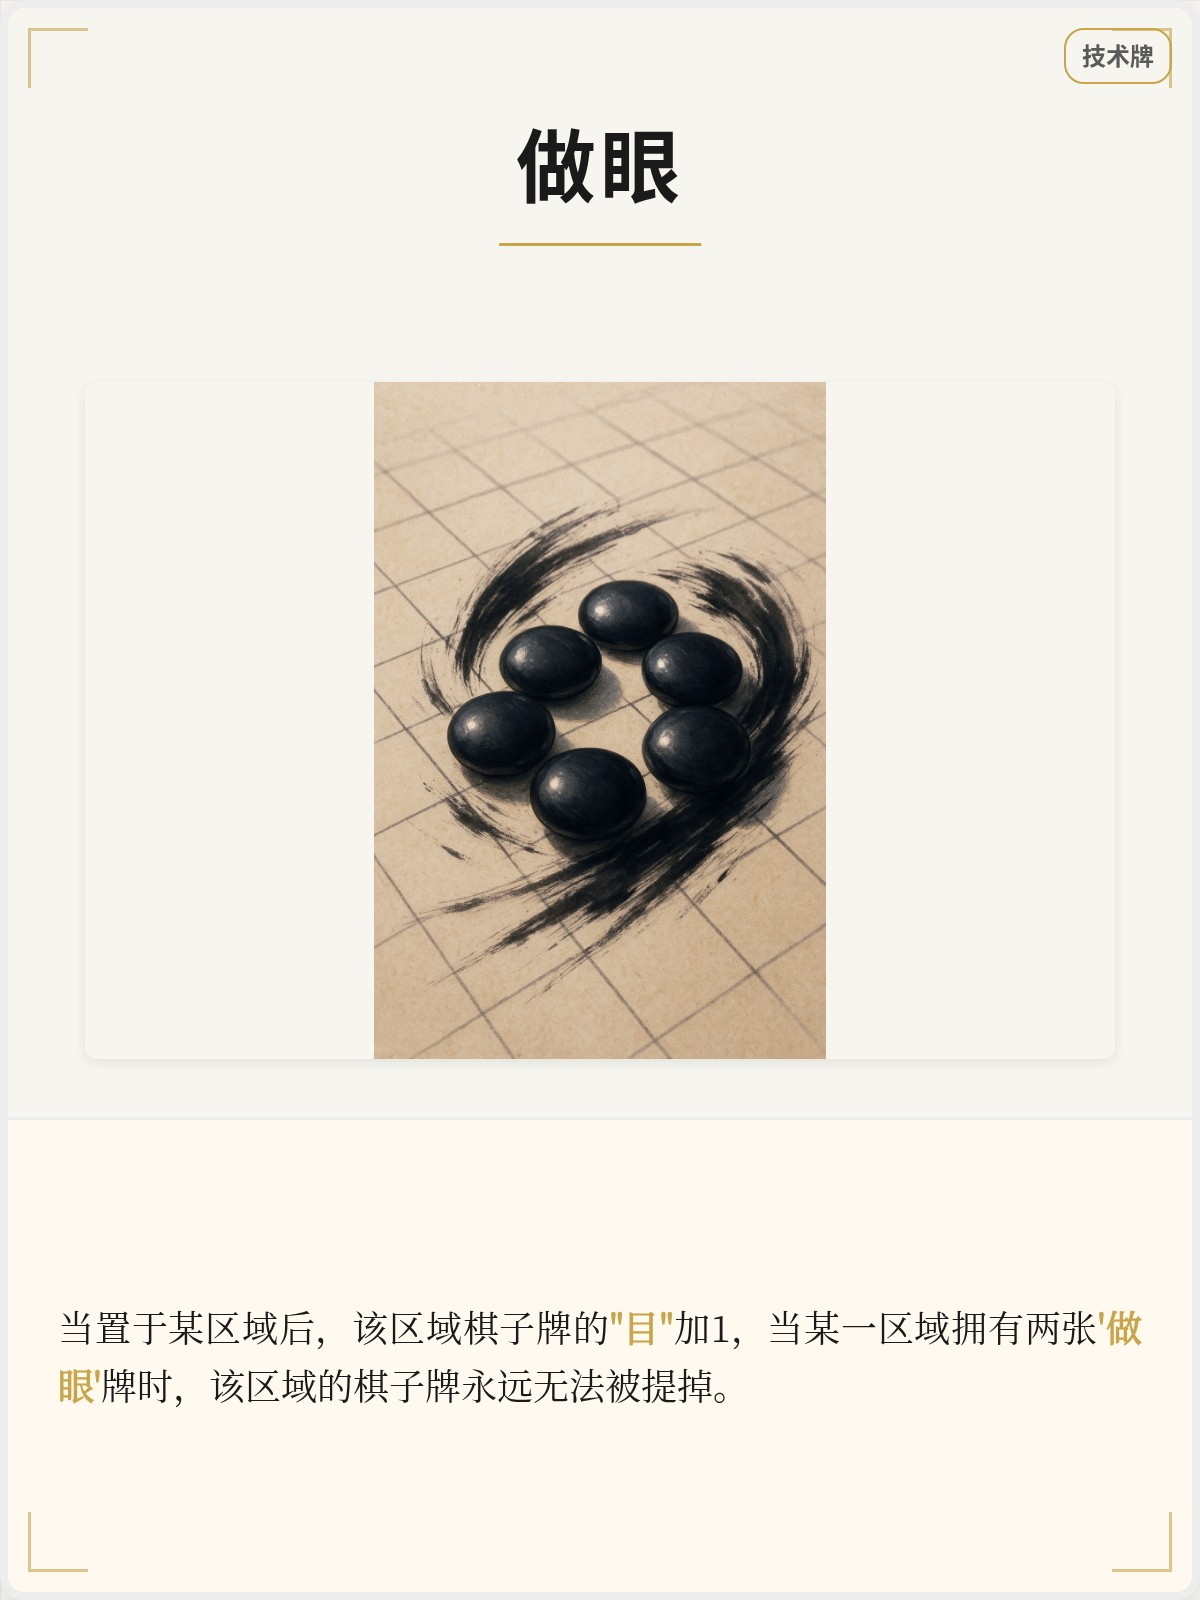 技术牌
做眼
当置于某区域后，该区域棋子牌的"目"加1，当某一区域拥有两张'做
眼'牌时，该区域的棋子牌永远无法被提掉。